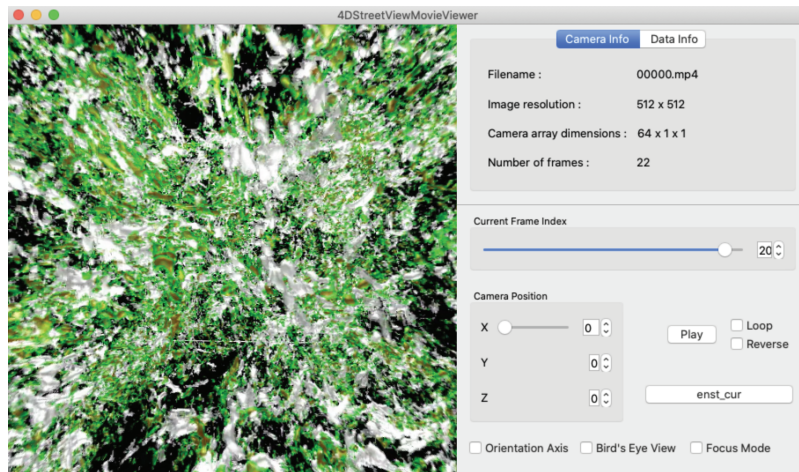 4DStreetViewMovieViewer
Camera Info Data Info
Filename : 00000.mp4
Image resolution : 512 x 512
Camera array dimensions : 64 x 1 x 1
Number of frames : 22
Current Frame Index
20
Camera Position
X 0
Y 0
Z 0
Play
Loop
Reverse
enst_cur
Orientation Axis Bird's Eye View Focus Mode